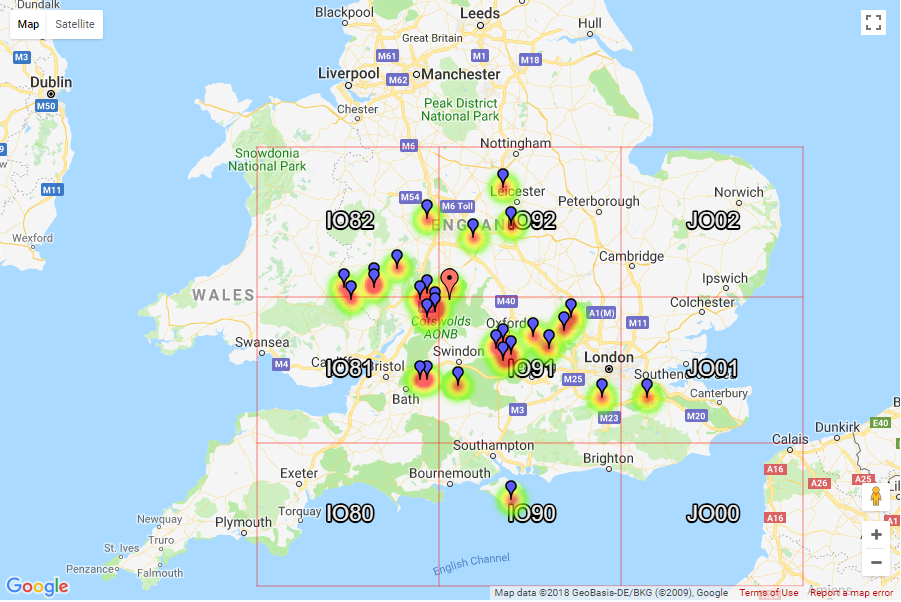 Dundalk
Blackpool
Leeds
Hull
Map
Satellite
Great Britain
M61
M1
M18
M3
Liverpool
M62
Manchester
Dublin
M50
Chester
Peak District
National Park
M6
Nottingham
Snowdonia
National Park
M11
M54
M6 Toll
Leicester
Norwich
Peterborough
IO82
ENGLAND
IO92
JO02
Wexford
Cambridge
Ipswich
WALES
M40
Colchester
Cotswolds
AONB
Oxford
A1(M)
M11
Swansea
Swindon
London
M4
Cardiff
IO81
Bristol
IO91
JO01
M25
Southend
Bath
Canterbury
M3
M23
M20
Dunkirk
E40
Calais
Southampton
Brighton
A16
A26
A25
Exeter
Bournemouth
Torquay
IO80
IO90
JO00
A16
Newquay
Plymouth
Truro
St. Ives
Penzance
Falmouth
English Channel
Google
Map data ©2018 GeoBasis-DE/BKG (©2009), Google
Terms of Use
Report a map error